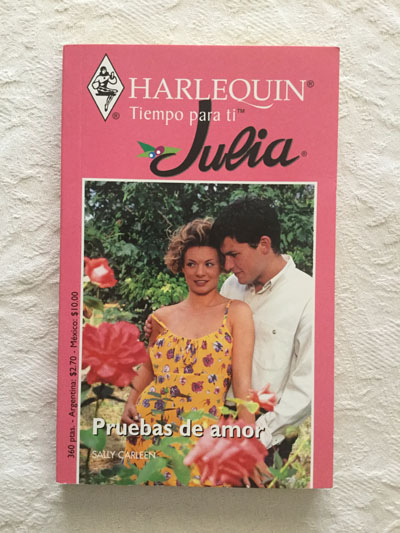 HARLEQUIN®
®
Tiempo para ti™
Julia®
360 ptas. - Argentina: $2.70 - México: $10.00
Pruebas de amor
SALLY CARLEEN